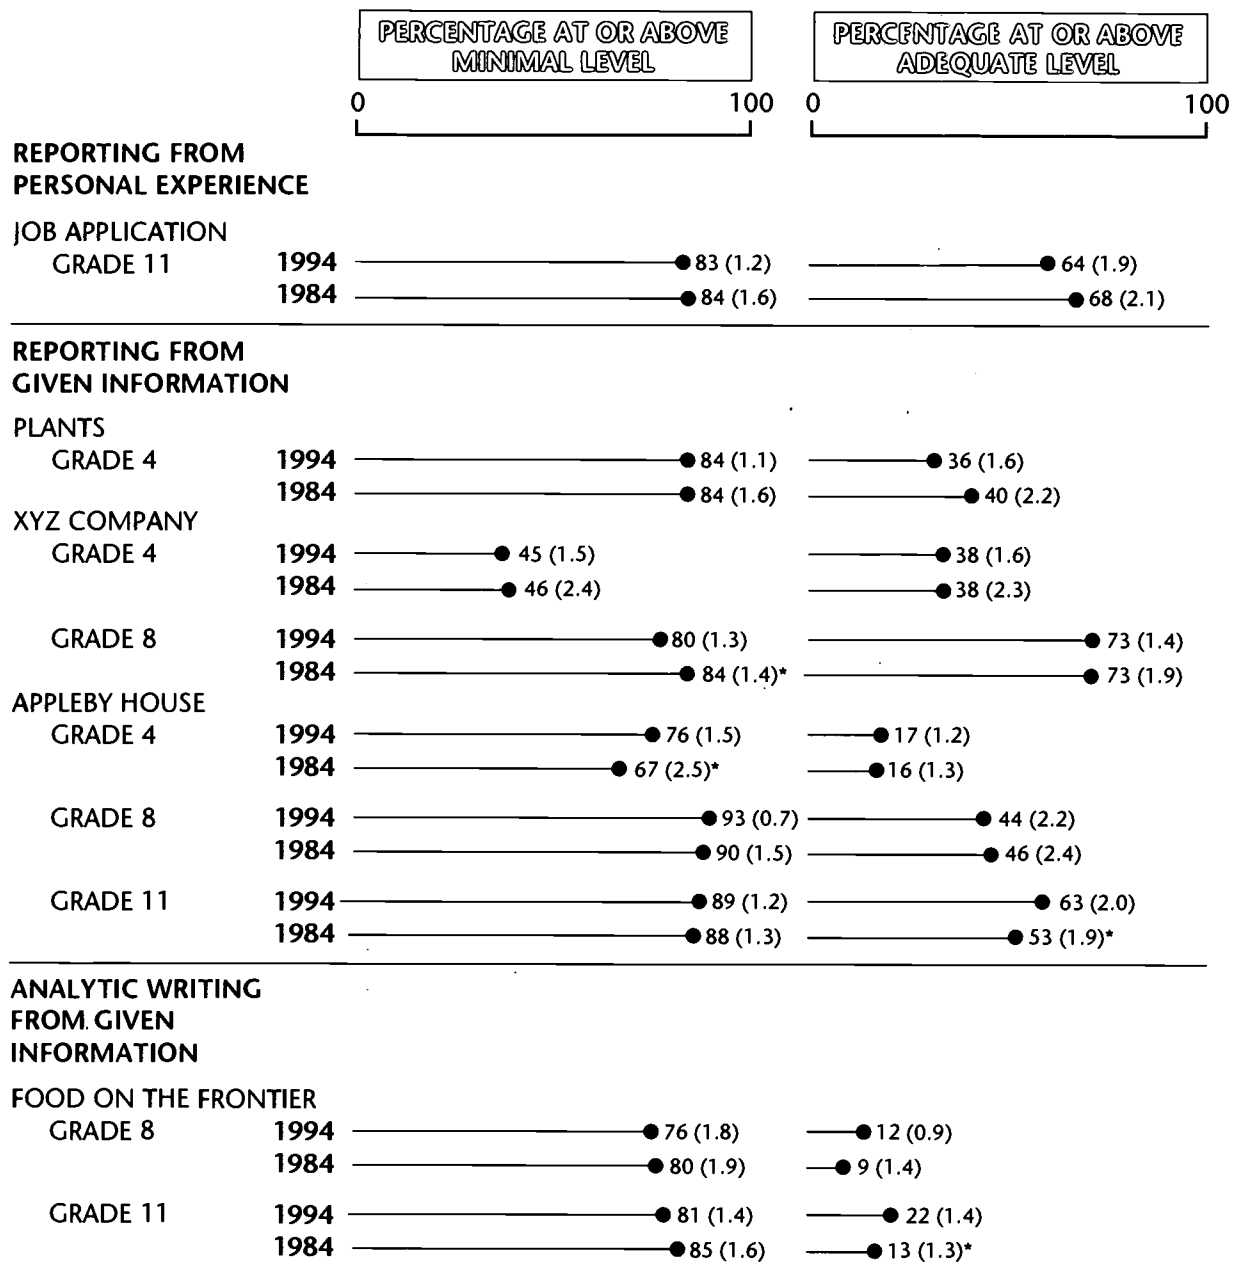 PERCENTAGE AT OR ABOVE
MINIMAL LEVEL
PERCENTAGE AT OR ABOVE
ADEQUATE LEVEL
0 100 0 100
REPORTING FROM
PERSONAL EXPERIENCE
JOB APPLICATION
GRADE 11 1994 83 (1.2) 64 (1.9)
1984 84 (1.6) 68 (2.1)
REPORTING FROM
GIVEN INFORMATION
PLANTS
GRADE 4 1994 84 (1.1) 36 (1.6)
1984 84 (1.6) 40 (2.2)
XYZ COMPANY
GRADE 4 1994 45 (1.5) 38 (1.6)
1984 46 (2.4) 38 (2.3)
GRADE 8 1994 80 (1.3) 73 (1.4)
1984 84 (1.4)* 73 (1.9)
APPLEBY HOUSE
GRADE 4 1994 76 (1.5) 17 (1.2)
1984 67 (2.5)* 16 (1.3)
GRADE 8 1994 93 (0.7) 44 (2.2)
1984 90 (1.5) 46 (2.4)
GRADE 11 1994 89 (1.2) 63 (2.0)
1984 88 (1.3) 53 (1.9)*
ANALYTIC WRITING
FROM GIVEN
INFORMATION
FOOD ON THE FRONTIER
GRADE 8 1994 76 (1.8) 12 (0.9)
1984 80 (1.9) 9 (1.4)
GRADE 11 1994 81 (1.4) 22 (1.4)
1984 85 (1.6) 13 (1.3)*